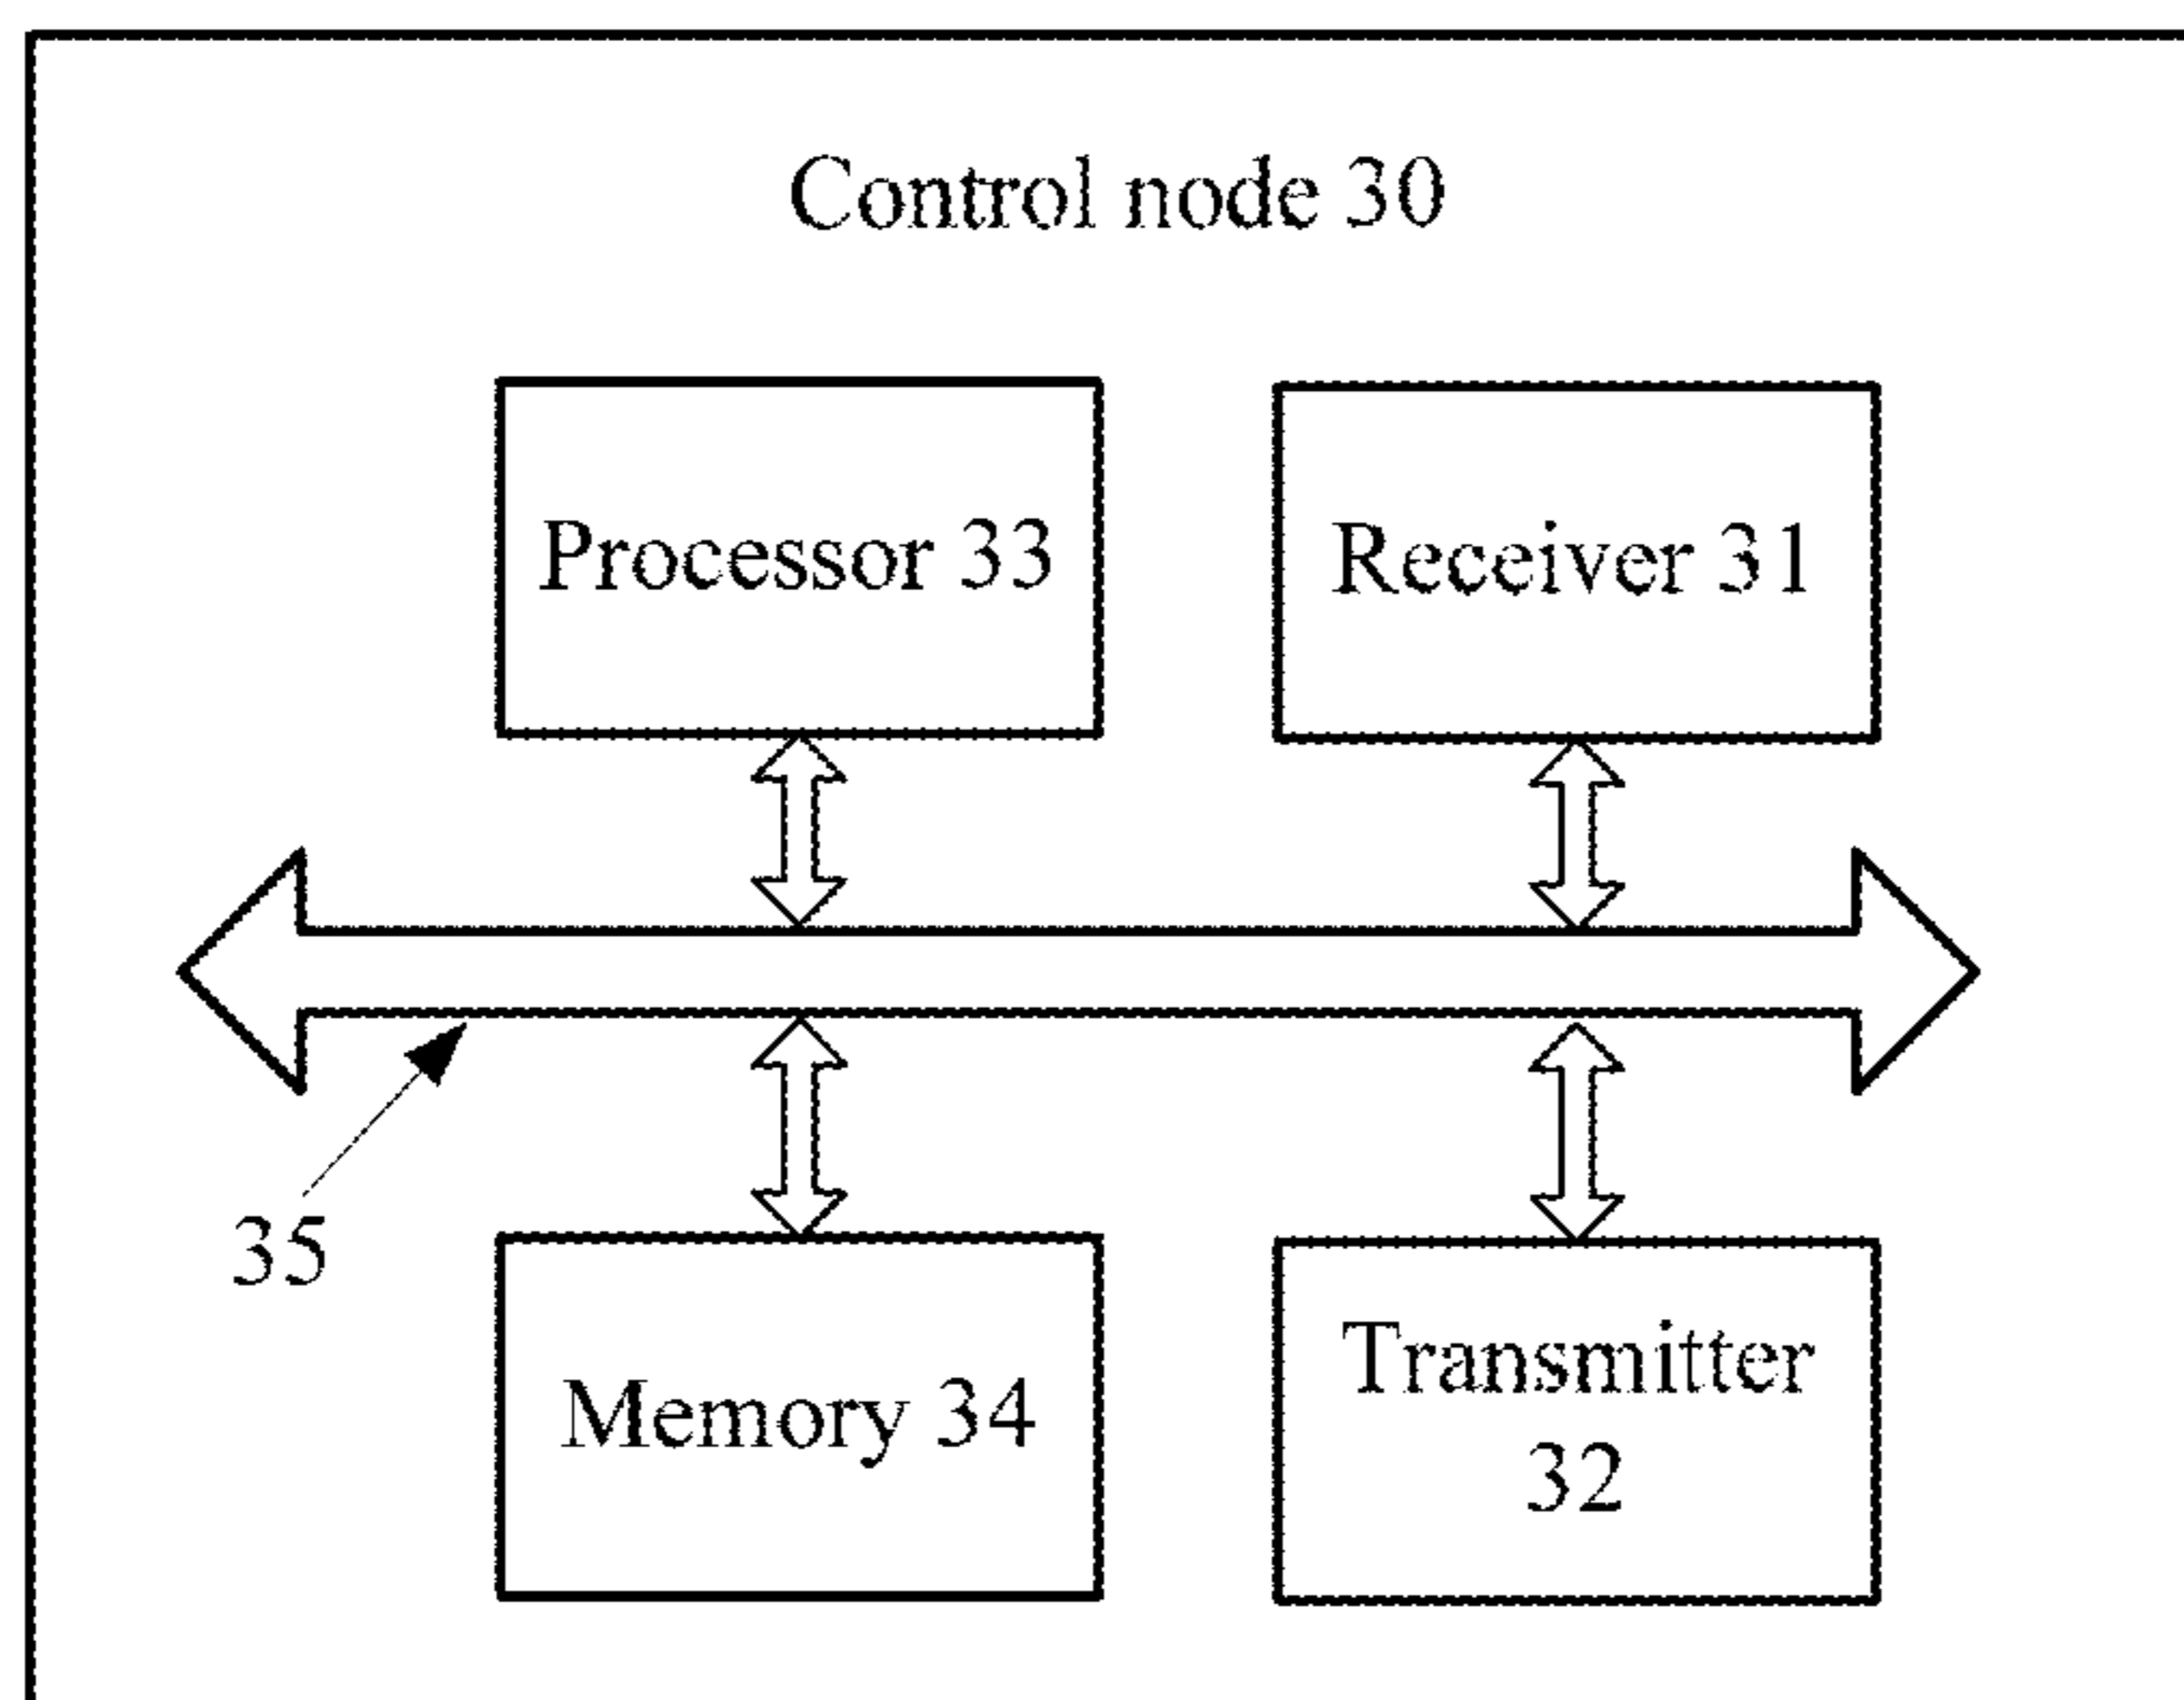 Control node 30
Processor 33
Receiver 31
35
Memory 34
Transmitter
32